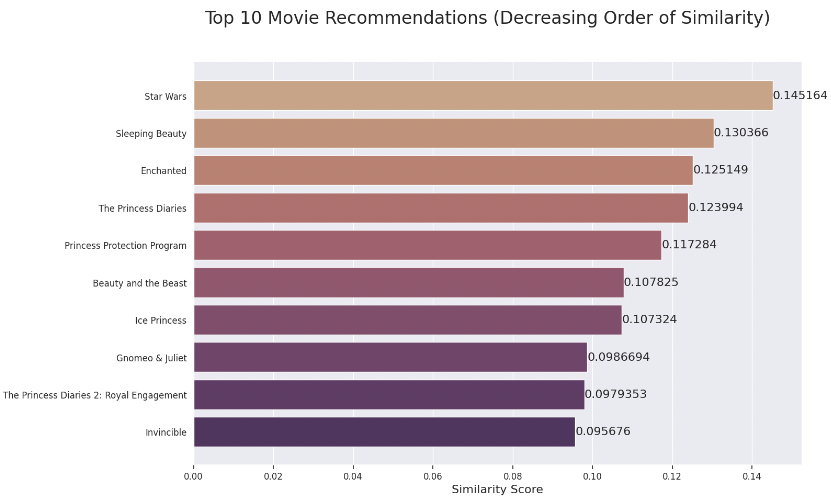 Top 10 Movie Recommendations (Decreasing Order of Similarity)
Star Wars 0.145164
Sleeping Beauty 0.130366
Enchanted 0.125149
The Princess Diaries 0.123994
Princess Protection Program 0.117284
Beauty and the Beast 0.107825
Ice Princess 0.107324
Gnomeo & Juliet 0.0986694
The Princess Diaries 2: Royal Engagement 0.0979353
Invincible 0.095676
0.00 0.02 0.04 0.06 0.08 0.10 0.12 0.14
Similarity Score